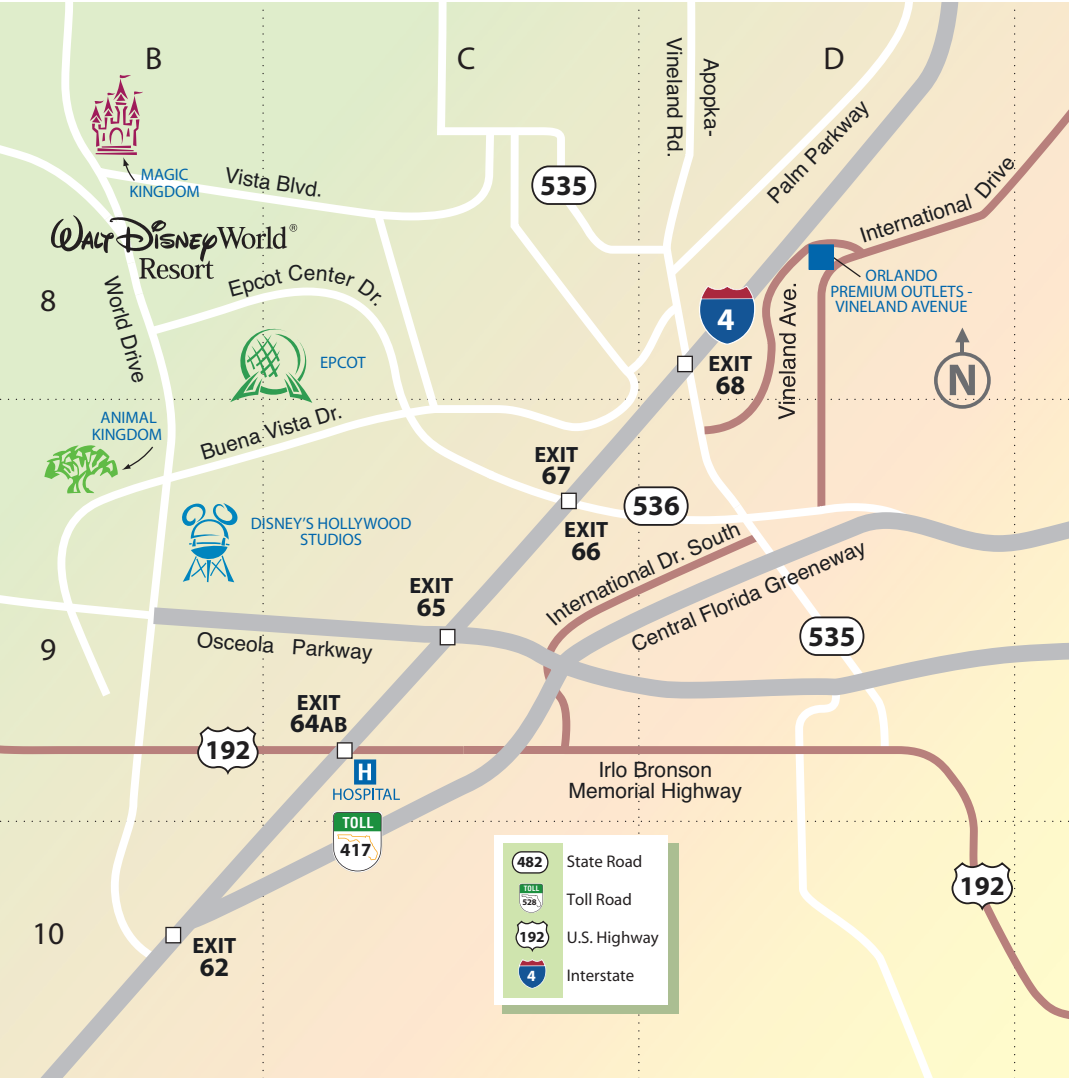 B
C
D
Apopka-
Vineland Rd.
MAGIC
KINGDOM
Vista Blvd.
535
Palm Parkway
International Drive
WALT DISNEY World®
Resort
8
World Drive
Epcot Center Dr.
EPCOT
4
EXIT
68
Vineland Ave.
ORLANDO
PREMIUM OUTLETS -
VINELAND AVENUE
N
ANIMAL
KINGDOM
Buena Vista Dr.
DISNEY'S HOLLYWOOD
STUDIOS
EXIT
67
EXIT
66
536
International Dr. South
Central Florida Greeneway
535
EXIT
65
9
Osceola Parkway
EXIT
64AB
192
H
HOSPITAL
Irlo Bronson
Memorial Highway
TOLL
417
192
10
EXIT
62
482 State Road
TOLL
528 Toll Road
192 U.S. Highway
4 Interstate